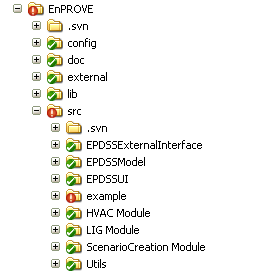 EnPROVE
.svn
config
doc
external
lib
src
.svn
EPDSSExternalInterface
EPDSSModel
EPDSSUI
example
HVAC Module
LIG Module
ScenarioCreation Module
Utils